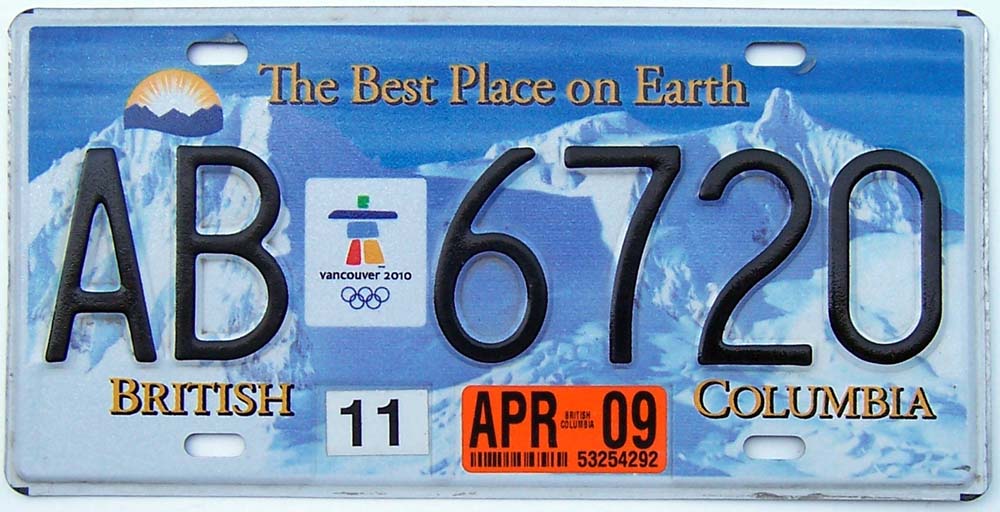 The Best Place on Earth
AB 6720
vancouver 2010
BRITISH COLUMBIA
11
APR BRITISH COLUMBIA 09
53254292